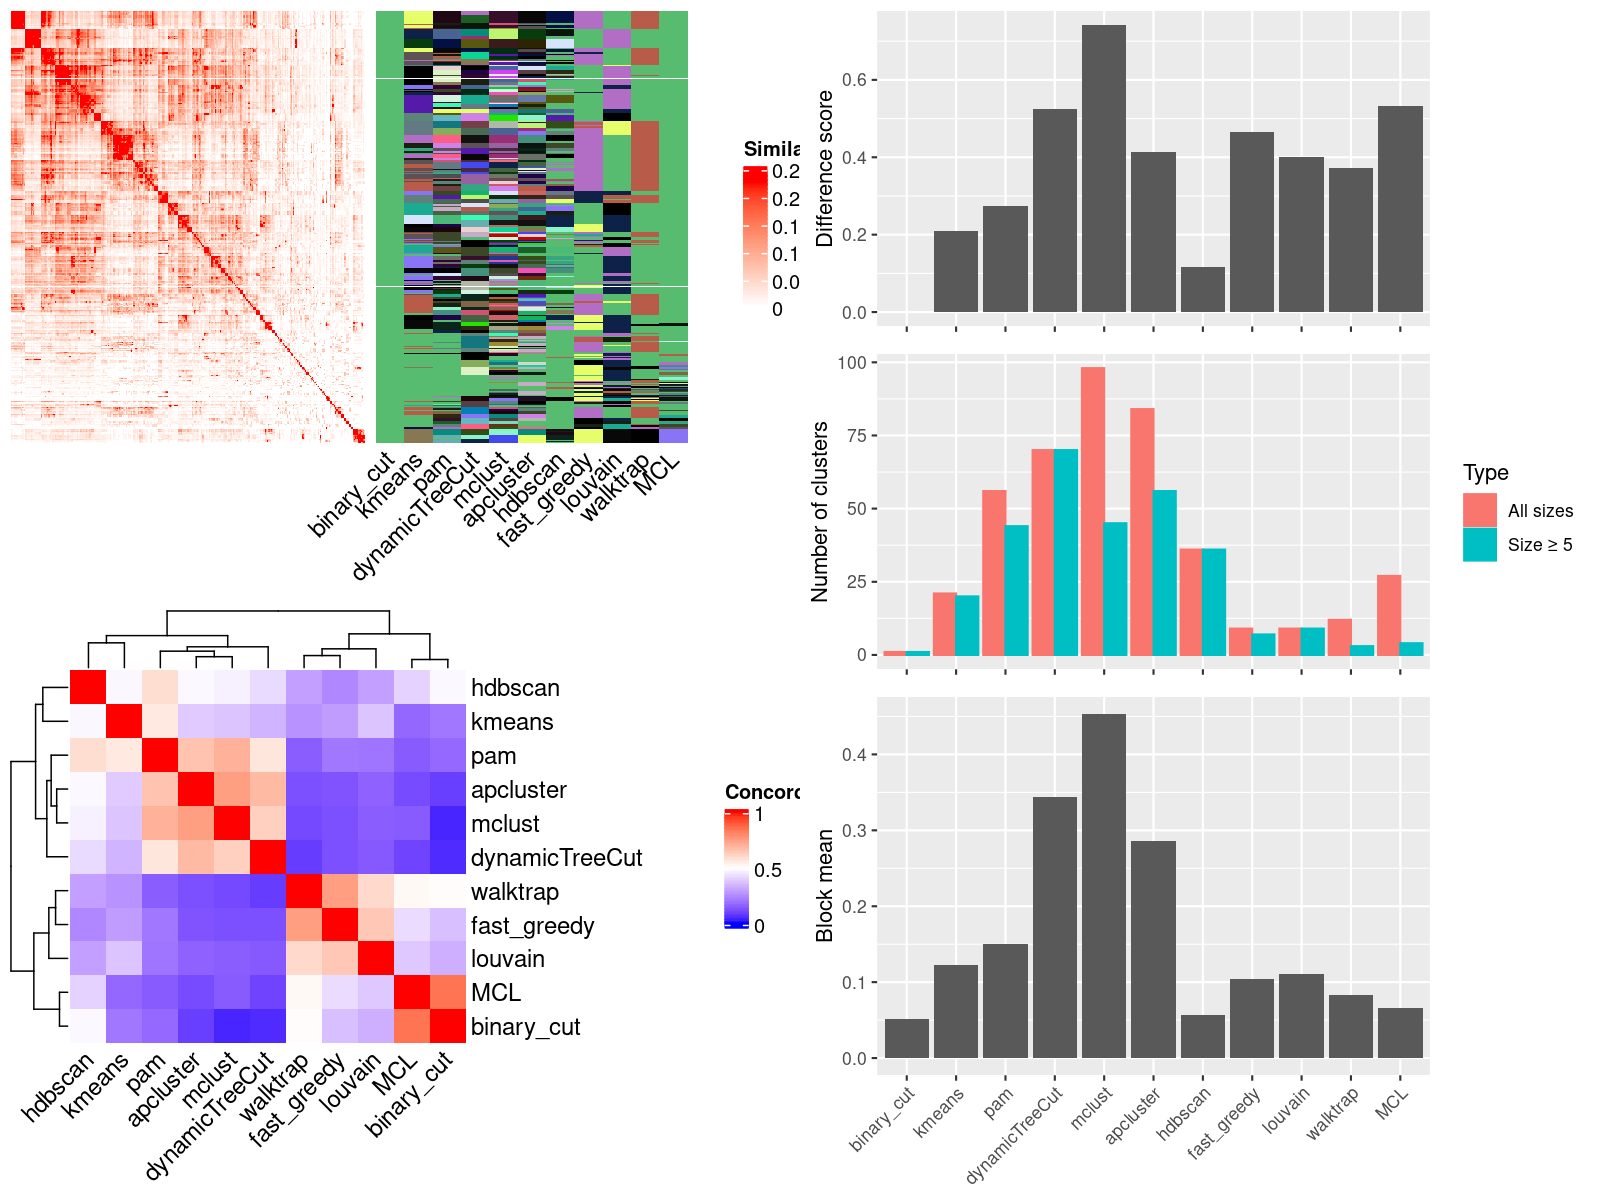 Simila
0.2
0.2
0.1
0.1
0.0
0
binary_cut
kmeans
pam
dynamicTreeCut
mclust
apcluster
hdbscan
fast_greedy
louvain
walktrap
MCL
hdbscan
kmeans
pam
apcluster
mclust
dynamicTreeCut
walktrap
fast_greedy
louvain
MCL
binary_cut
hdbscan
kmeans
pam
apcluster
mclust
dynamicTreeCut
walktrap
fast_greedy
louvain
MCL
binary_cut
Concord
1
0.5
0
Difference score
0.6
0.4
0.2
0.0
Number of clusters
100
75
50
25
0
Type
All sizes
Size ≥ 5
Block mean
0.4
0.3
0.2
0.1
0.0
binary_cut
kmeans
pam
dynamicTreeCut
mclust
apcluster
hdbscan
fast_greedy
louvain
walktrap
MCL